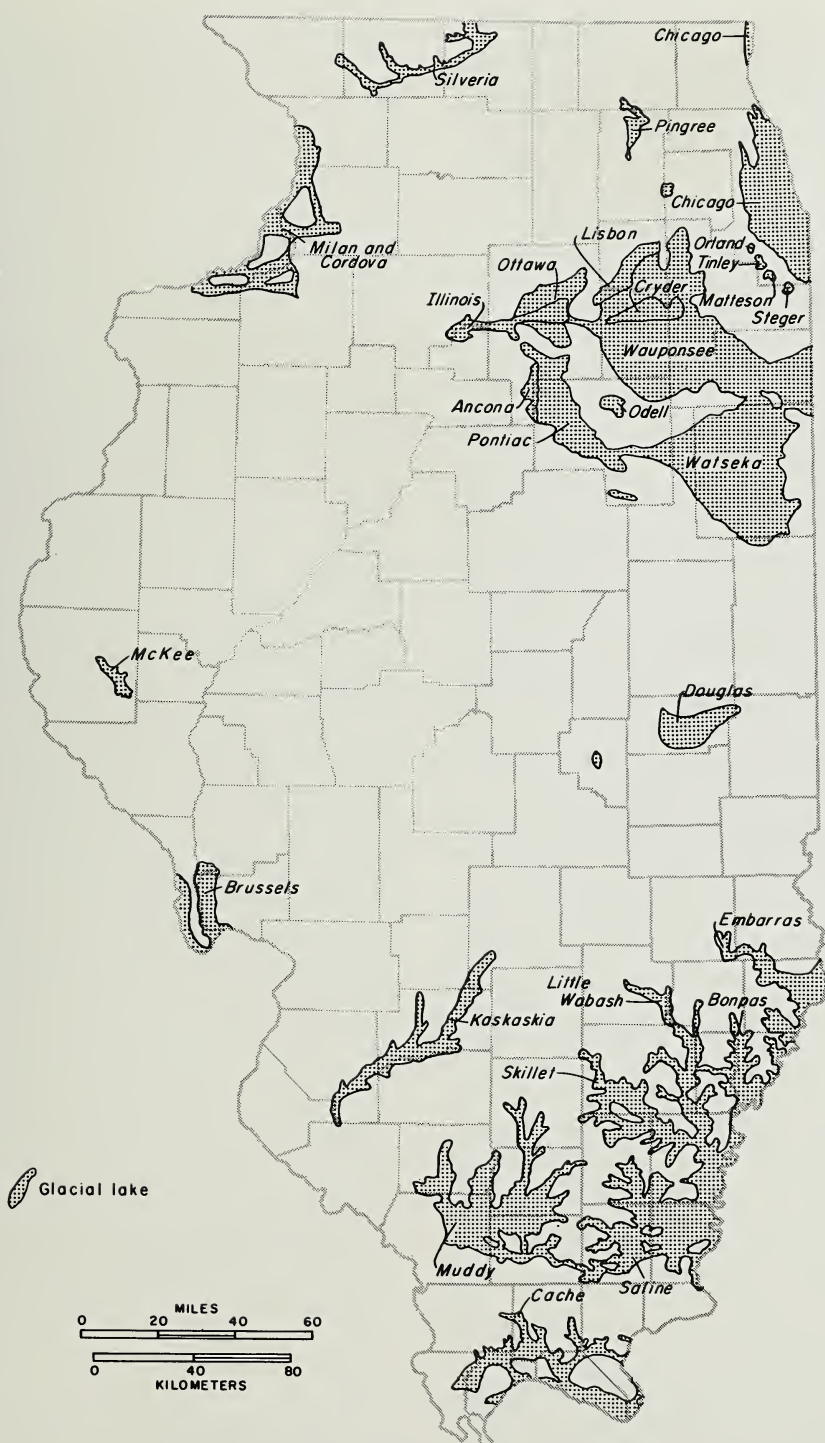 Chicago
Silveria
Pingree
Chicago
Milan and
Cordova
Lisbon
Orland
Ottawa
Tinley
Cryder
Illinois
Matteson
Steger
Wauponsee
Ancona
Odell
Pontiac
Watseka
McKee
Douglas
Brussels
Embarras
Little
Wabash
Bonpas
Kaskaskia
Skillet
Glacial lake
Muddy
Saline
Cache
MILES
0 20 40 60
0 40 80
KILOMETERS